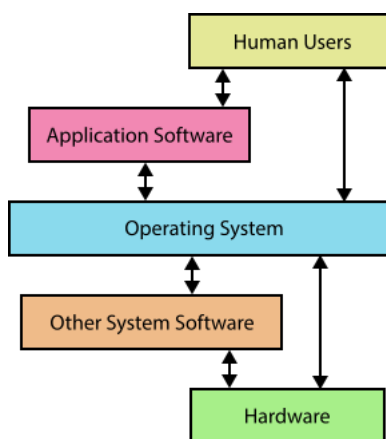 Human Users
Application Software
Operating System
Other System Software
Hardware